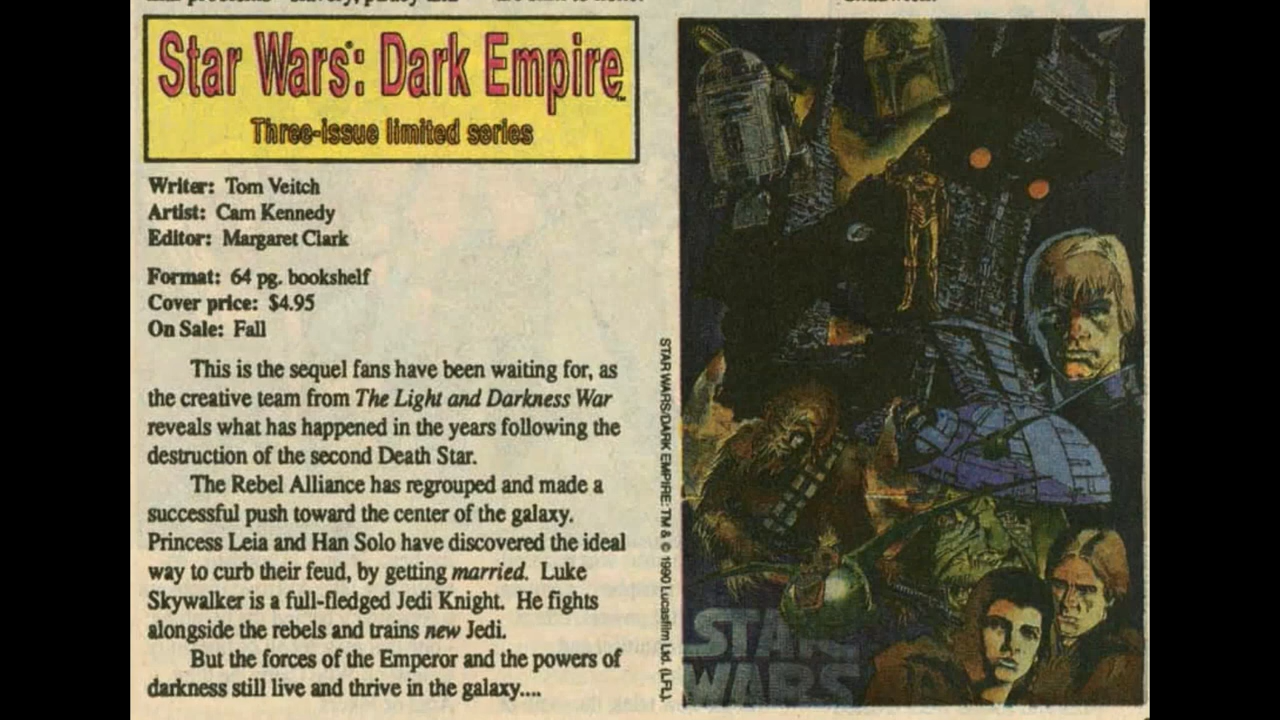 Star Wars®: Dark Empire™
Three-issue limited series
Writer: Tom Veitch
Artist: Cam Kennedy
Editor: Margaret Clark
Format: 64 pg. bookshelf
Cover price: $4.95
On Sale: Fall
This is the sequel fans have been waiting for, as
the creative team from The Light and Darkness War
reveals what has happened in the years following the
destruction of the second Death Star.
The Rebel Alliance has regrouped and made a
successful push toward the center of the galaxy.
Princess Leia and Han Solo have discovered the ideal
way to curb their feud, by getting married. Luke
Skywalker is a full-fledged Jedi Knight. He fights
alongside the rebels and trains new Jedi.
But the forces of the Emperor and the powers of
darkness still live and thrive in the galaxy....
STAR WARS/DARK EMPIRE: TM & © 1990 Lucasfilm Ltd. (LFL).
STAR
WARS